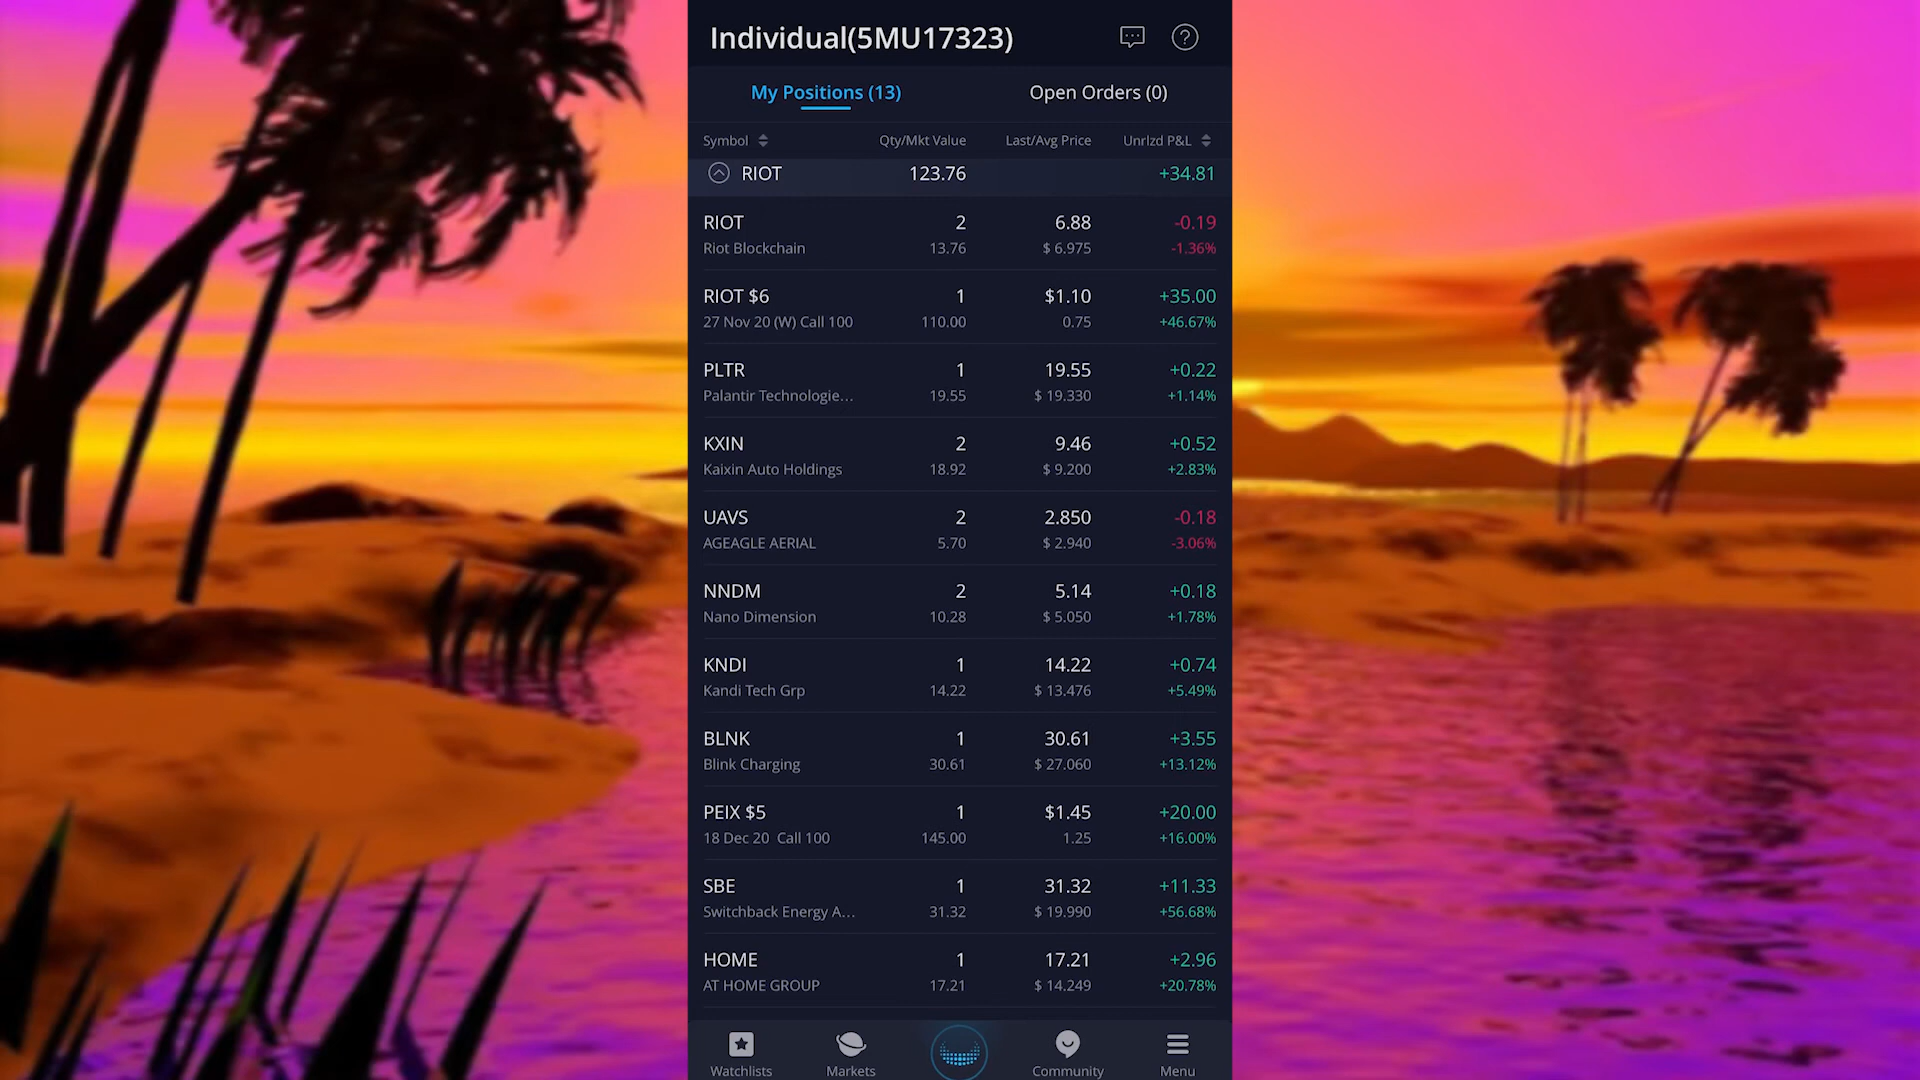 Individual(5MU17323)
My Positions (13) Open Orders (0)
Symbol Qty/Mkt Value Last/Avg Price Unrlzd P&L
RIOT 123.76 +34.81
RIOT 2 6.88 -0.19
Riot Blockchain 13.76 $ 6.975 -1.36%
RIOT $6 1 $1.10 +35.00
27 Nov 20 (W) Call 100 110.00 0.75 +46.67%
PLTR 1 19.55 +0.22
Palantir Technologie... 19.55 $ 19.330 +1.14%
KXIN 2 9.46 +0.52
Kaixin Auto Holdings 18.92 $ 9.200 +2.83%
UAVS 2 2.850 -0.18
AGEAGLE AERIAL 5.70 $ 2.940 -3.06%
NNDM 2 5.14 +0.18
Nano Dimension 10.28 $ 5.050 +1.78%
KNDI 1 14.22 +0.74
Kandi Tech Grp 14.22 $ 13.476 +5.49%
BLNK 1 30.61 +3.55
Blink Charging 30.61 $ 27.060 +13.12%
PEIX $5 1 $1.45 +20.00
18 Dec 20 Call 100 145.00 1.25 +16.00%
SBE 1 31.32 +11.33
Switchback Energy A... 31.32 $ 19.990 +56.68%
HOME 1 17.21 +2.96
AT HOME GROUP 17.21 $ 14.249 +20.78%
Watchlists Markets Community Menu